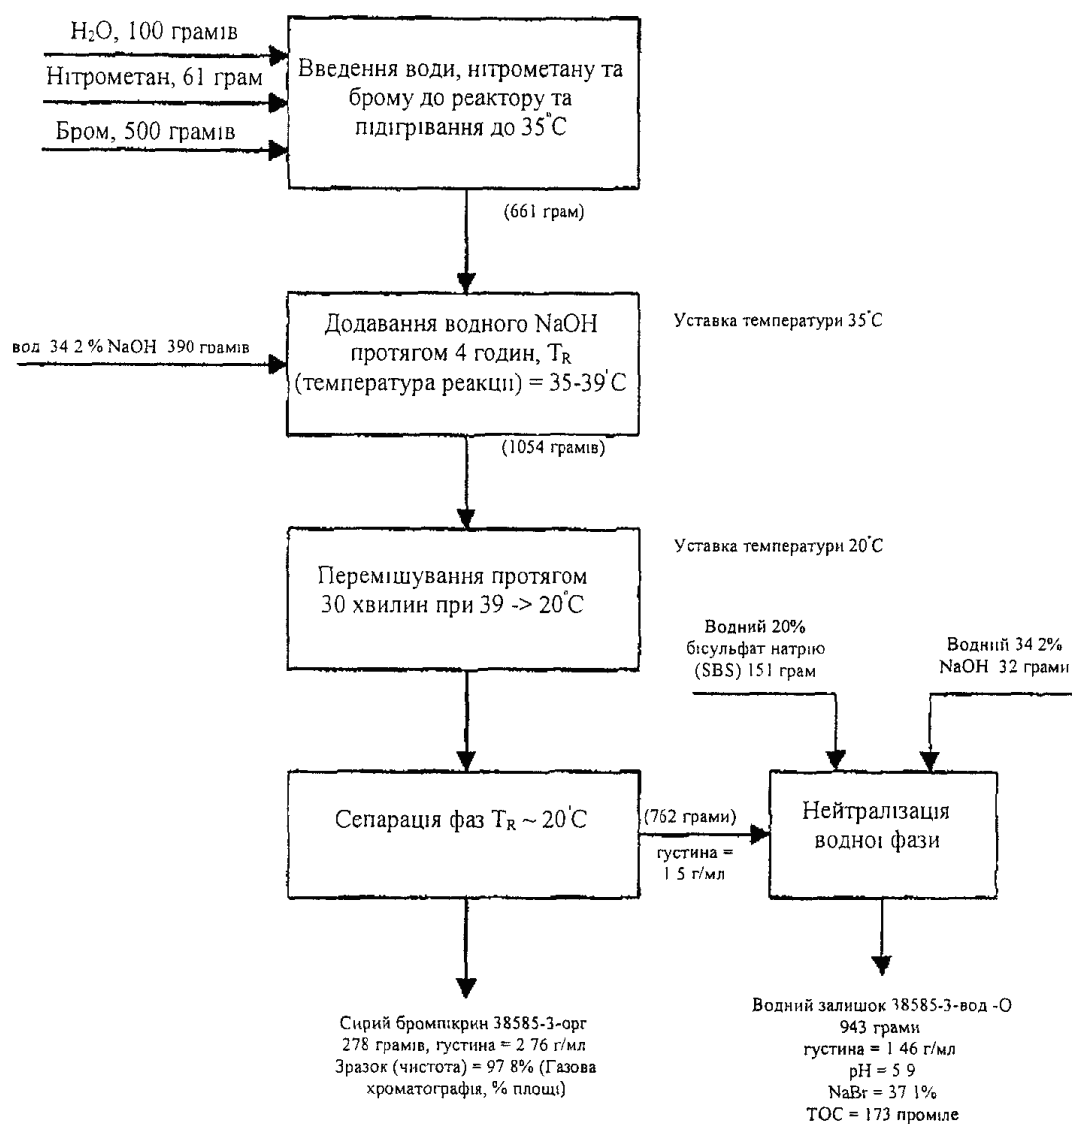 H₂O, 100 грамів
Нітрометан, 61 грам
Бром, 500 грамів
Введення води, нітрометану та
брому до реактору та
підігрівання до 35°C
(661 грам)
вод 34 2% NaOH 390 грамів
Додавання водного NaOH
протягом 4 годин, T_R
(температура реакції) = 35-39°C
Уставка температури 35°C
(1054 грамів)
Перемішування протягом
30 хвилин при 39 -> 20°C
Уставка температури 20°C
Водний 20%
бісульфат натрію
(SBS) 151 грам
Водний 34 2%
NaOH 32 грами
Сепарація фаз T_R ~ 20°C
(762 грами)
густина =
1 5 г/мл
Нейтралізація
водної фази
Сирий бромпікрин 38585-3-орг
278 грамів, густина = 2 76 г/мл
Зразок (чистота) = 97 8% (Газова
хроматографія, % площі)
Водний залишок 38585-3-вод -О
943 грами
густина = 1 46 г/мл
pH = 5 9
NaBr = 37 1%
ТОС = 173 проміле